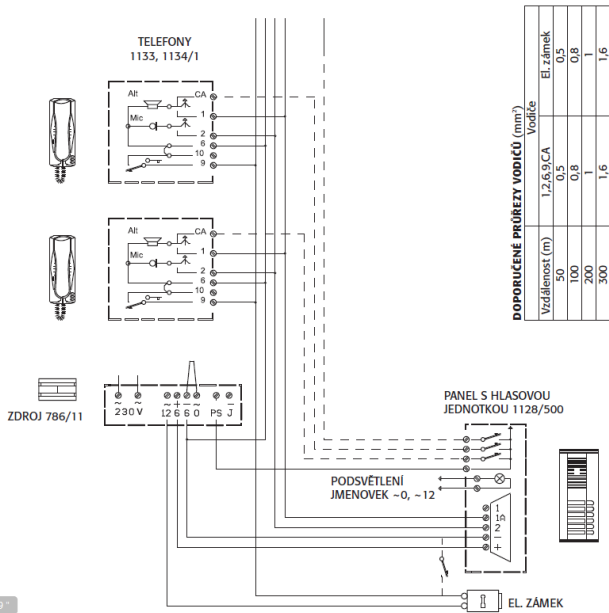 TELEFONY
1133, 1134/1
Alt
CA
1
Mic
2
6
10
9
Alt
CA
1
Mic
2
6
10
9
DOPORUČENÉ PRŮŘEZY VODIČŮ (mm²)
Vodiče
Vzdálenost (m) 1,2,6,9,CA El. zámek
50 0,5 0,5
100 0,8 0,8
200 1 1
300 1,6 1,6
ZDROJ 786/11
~ ~ ~ + − ~ −
230V 12 6 6 0 PS J
PANEL S HLASOVOU
JEDNOTKOU 1128/500
PODSVĚTLENÍ
JMENOVEK ~0, ~12
1
1A
2
−
+
EL. ZÁMEK